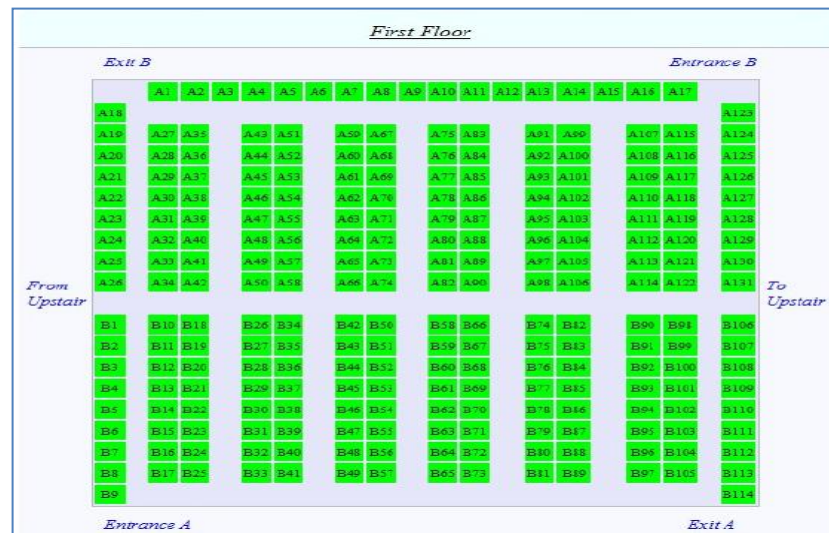 First Floor
Exit B Entrance B
A1 A2 A3 A4 A5 A6 A7 A8 A9 A10 A11 A12 A13 A14 A15 A16 A17
A18 A123
A19 A27 A35 A43 A51 A59 A67 A75 A83 A91 A99 A107 A115 A124
A20 A28 A36 A44 A52 A60 A68 A76 A84 A92 A100 A108 A116 A125
A21 A29 A37 A45 A53 A61 A69 A77 A85 A93 A101 A109 A117 A126
A22 A30 A38 A46 A54 A62 A70 A78 A86 A94 A102 A110 A118 A127
A23 A31 A39 A47 A55 A63 A71 A79 A87 A95 A103 A111 A119 A128
A24 A32 A40 A48 A56 A64 A72 A80 A88 A96 A104 A112 A120 A129
A25 A33 A41 A49 A57 A65 A73 A81 A89 A97 A105 A113 A121 A130
From A26 A34 A42 A50 A58 A66 A74 A82 A90 A98 A106 A114 A122 A131 To
Upstair Upstair
B1 B10 B18 B26 B34 B42 B50 B58 B66 B74 B82 B90 B98 B106
B2 B11 B19 B27 B35 B43 B51 B59 B67 B75 B83 B91 B99 B107
B3 B12 B20 B28 B36 B44 B52 B60 B68 B76 B84 B92 B100 B108
B4 B13 B21 B29 B37 B45 B53 B61 B69 B77 B85 B93 B101 B109
B5 B14 B22 B30 B38 B46 B54 B62 B70 B78 B86 B94 B102 B110
B6 B15 B23 B31 B39 B47 B55 B63 B71 B79 B87 B95 B103 B111
B7 B16 B24 B32 B40 B48 B56 B64 B72 B80 B88 B96 B104 B112
B8 B17 B25 B33 B41 B49 B57 B65 B73 B81 B89 B97 B105 B113
B9 B114
Entrance A Exit A